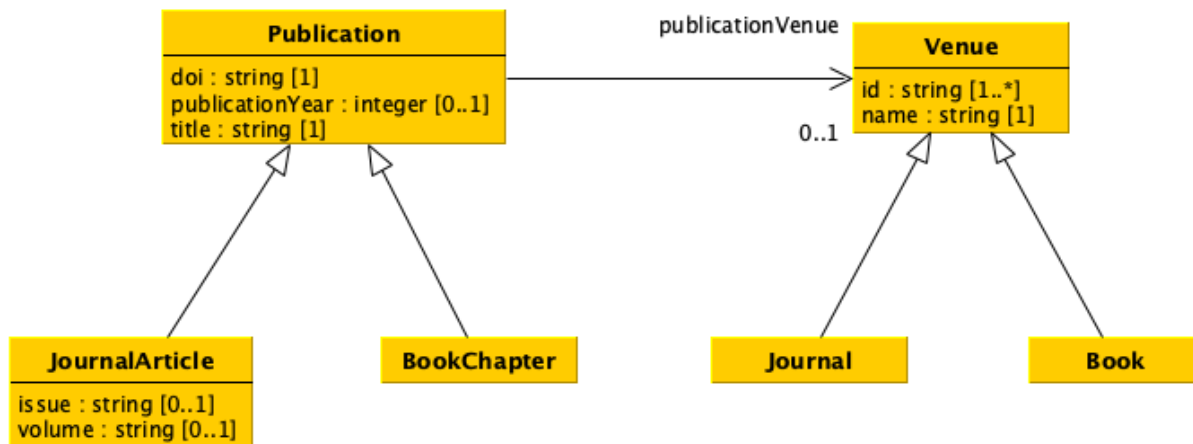 Publication
doi : string [1]
publicationYear : integer [0..1]
title : string [1]
publicationVenue
0..1
Venue
id : string [1..*]
name : string [1]
JournalArticle
issue : string [0..1]
volume : string [0..1]
BookChapter
Journal
Book